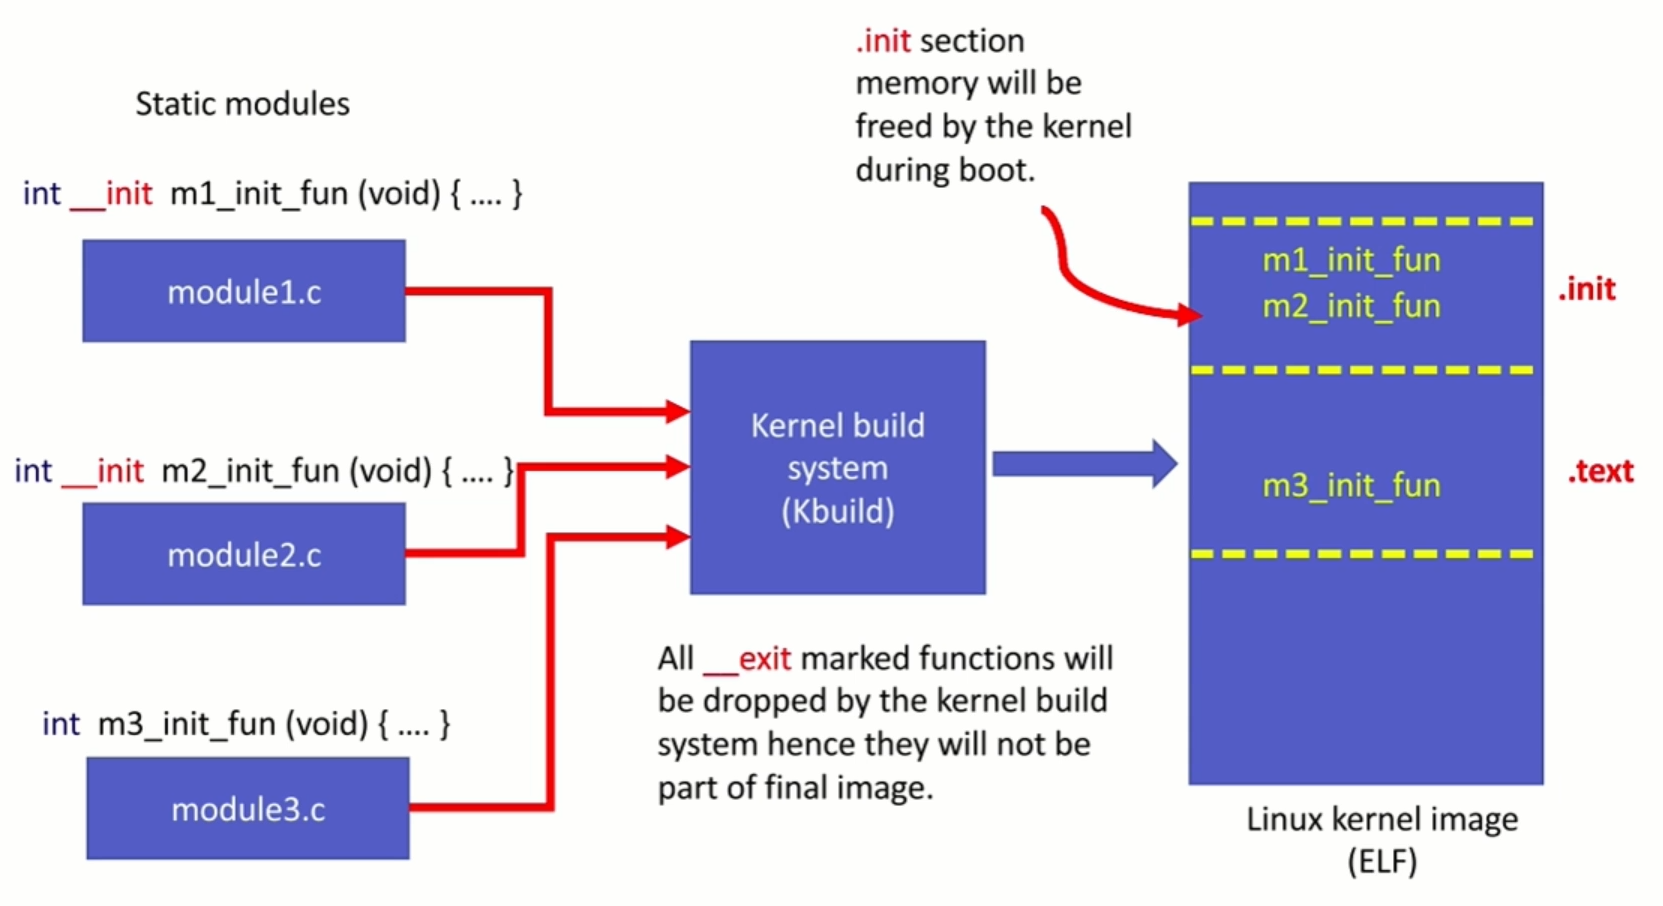 Static modules
int __init m1_init_fun (void) { .... }
module1.c
int __init m2_init_fun (void) { .... }
module2.c
int m3_init_fun (void) { .... }
module3.c
Kernel build
system
(Kbuild)
All __exit marked functions will
be dropped by the kernel build
system hence they will not be
part of final image.
.init section
memory will be
freed by the kernel
during boot.
m1_init_fun
m2_init_fun
.init
m3_init_fun
.text
Linux kernel image
(ELF)